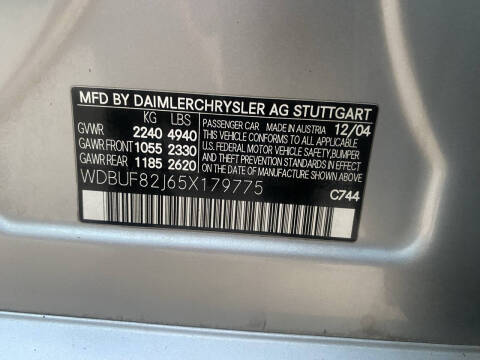 MFD BY DAIMLERCHRYSLER AG STUTTGART
KG LBS
GVWR 2240 4940
GAWR FRONT 1055 2330
GAWR REAR 1185 2620
PASSENGER CAR MADE IN AUSTRIA 12/04
THIS VEHICLE CONFORMS TO ALL APPLICABLE
U.S. FEDERAL MOTOR VEHICLE SAFETY, BUMPER
AND THEFT PREVENTION STANDARDS IN EFFECT
ON THE DATE OF MANUFACTURE SHOWN ABOVE.
WDBUF82J65X179775
C744